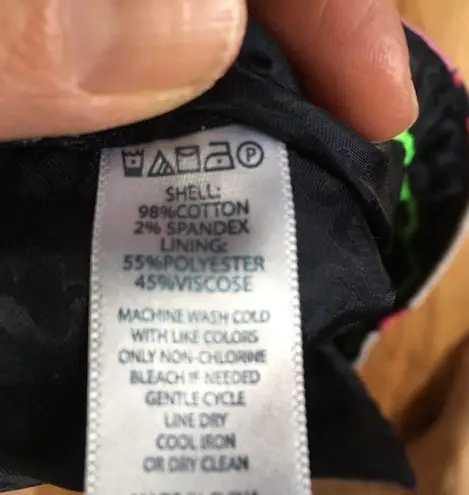 P
SHELL:
98%COTTON
2% SPANDEX
LINING:
55%POLYESTER
45%VISCOSE
MACHINE WASH COLD
WITH LIKE COLORS
ONLY NON-CHLORINE
BLEACH IF NEEDED
GENTLE CYCLE
LINE DRY
COOL IRON
OR DRY CLEAN